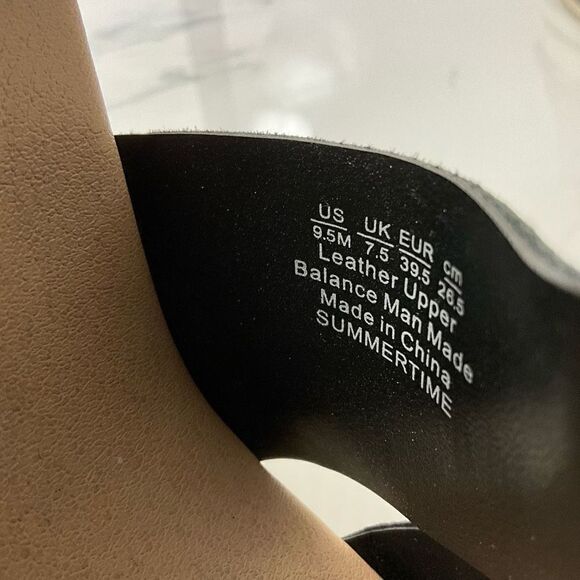 US UK EUR cm
9.5M 7.5 39.5 26.5
Leather Upper
Balance Man Made
Made in China
SUMMERTIME